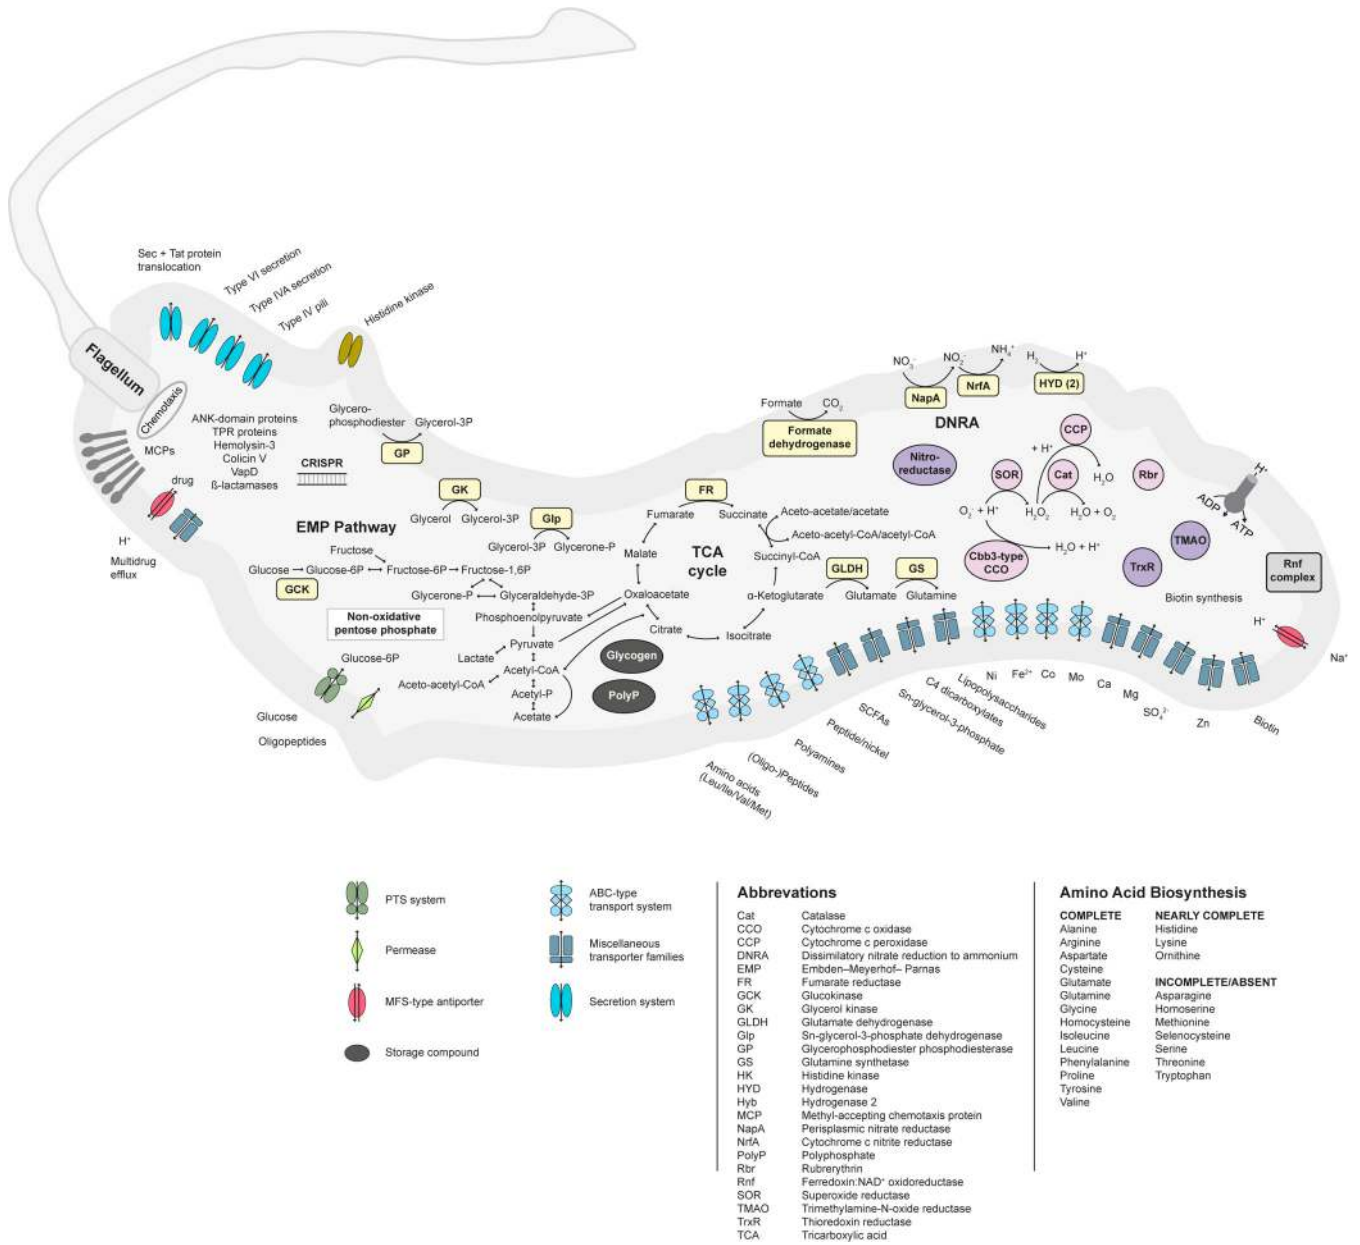 Sec + Tat protein
translocation
Type VI secretion
Type IVA secretion
Type IV pili
Histidine kinase
Flagellum
Chemotaxis
MCPs
ANK-domain proteins
TPR proteins
Hemolysin-3
Colicin V
VapD
ß-lactamases
CRISPR
drug
H⁺
Multidrug
efflux
Glycero-
phosphodiester
Glycerol-3P
GP
GK
Glycerol
Glycerol-3P
Glp
Glycerol-3P
Glycerone-P
EMP Pathway
Fructose
Glucose
Glucose-6P
Fructose-6P
Fructose-1,6P
GCK
Glycerone-P
Glyceraldehyde-3P
Non-oxidative
pentose phosphate
Phosphoenolpyruvate
Pyruvate
Lactate
Acetyl-CoA
Aceto-acetyl-CoA
Acetyl-P
Acetate
Glucose-6P
Glucose
Oligopeptides
FR
Fumarate
Succinate
Malate
TCA
cycle
Aceto-acetate/acetate
Aceto-acetyl-CoA/acetyl-CoA
Succinyl-CoA
Oxaloacetate
α-Ketoglutarate
Citrate
Isocitrate
GLDH
GS
Glutamate
Glutamine
Glycogen
PolyP
Formate
CO₂
Formate
dehydrogenase
NO₃⁻
NO₂⁻
NH₄⁺
H₂
H⁺
NapA
NrfA
HYD (2)
DNRA
Nitro-
reductase
CCP
+ H⁺
SOR
Cat
H₂O
Rbr
O₂⁻ + H⁺
H₂O₂
H₂O + O₂
Cbb3-type
CCO
H₂O + H⁺
TMAO
TrxR
Biotin synthesis
H⁺
ADP
ATP
Rnf
complex
H⁺
Na⁺
Amino acids
(Leu/Ile/Val/Met)
(Oligo-)Peptides
Polyamines
Peptide/nickel
SCFAs
Sn-glycerol-3-phosphate
C4 dicarboxylates
Lipopolysaccharides
Ni
Fe²⁺
Co
Mo
Ca
Mg
SO₄²⁻
Zn
Biotin
PTS system
Permease
MFS-type antiporter
Storage compound
ABC-type
transport system
Miscellaneous
transporter families
Secretion system
Abbrevations
Cat Catalase
CCO Cytochrome c oxidase
CCP Cytochrome c peroxidase
DNRA Dissimilatory nitrate reduction to ammonium
EMP Embden–Meyerhof– Parnas
FR Fumarate reductase
GCK Glucokinase
GK Glycerol kinase
GLDH Glutamate dehydrogenase
Glp Sn-glycerol-3-phosphate dehydrogenase
GP Glycerophosphodiester phosphodiesterase
GS Glutamine synthetase
HK Histidine kinase
HYD Hydrogenase
Hyb Hydrogenase 2
MCP Methyl-accepting chemotaxis protein
NapA Perisplasmic nitrate reductase
NrfA Cytochrome c nitrite reductase
PolyP Polyphosphate
Rbr Rubrerythrin
Rnf Ferredoxin:NAD⁺ oxidoreductase
SOR Superoxide reductase
TMAO Trimethylamine-N-oxide reductase
TrxR Thioredoxin reductase
TCA Tricarboxylic acid
Amino Acid Biosynthesis
COMPLETE
Alanine
Arginine
Aspartate
Cysteine
Glutamate
Glutamine
Glycine
Homocysteine
Isoleucine
Leucine
Phenylalanine
Proline
Tyrosine
Valine
NEARLY COMPLETE
Histidine
Lysine
Ornithine
INCOMPLETE/ABSENT
Asparagine
Homoserine
Methionine
Selenocysteine
Serine
Threonine
Tryptophan